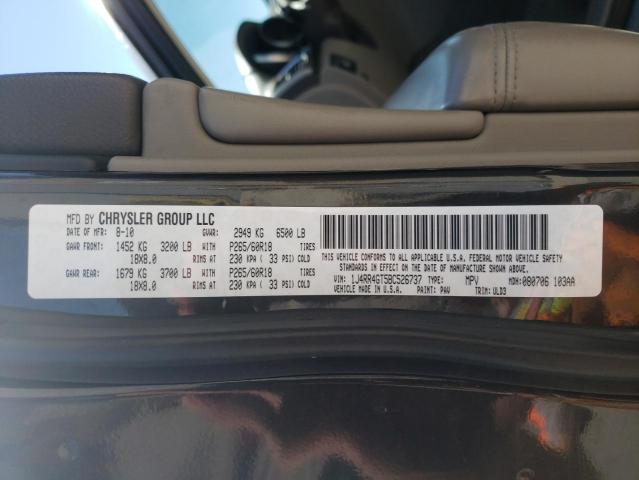 MFD BY CHRYSLER GROUP LLC
DATE OF MFR: 8-10 GVWR: 2949 KG 6500 LB
GAWR FRONT: 1452 KG 3200 LB WITH P265/60R18 TIRES
18X8.0 RIMS AT 230 KPA ( 33 PSI) COLD
GAWR REAR: 1679 KG 3700 LB WITH P265/60R18 TIRES
18X8.0 RIMS AT 230 KPA ( 33 PSI) COLD
THIS VEHICLE CONFORMS TO ALL APPLICABLE U.S.A. FEDERAL MOTOR VEHICLE SAFETY
STANDARDS IN EFFECT ON THE DATE OF MANUFACTURE SHOWN ABOVE.
VIN: 1J4RR4GT5BC526737 TYPE: MPV MDH: 080706 103AA
VEHICLE MADE IN U.S.A. PAINT: PAV TRIM: ULD3